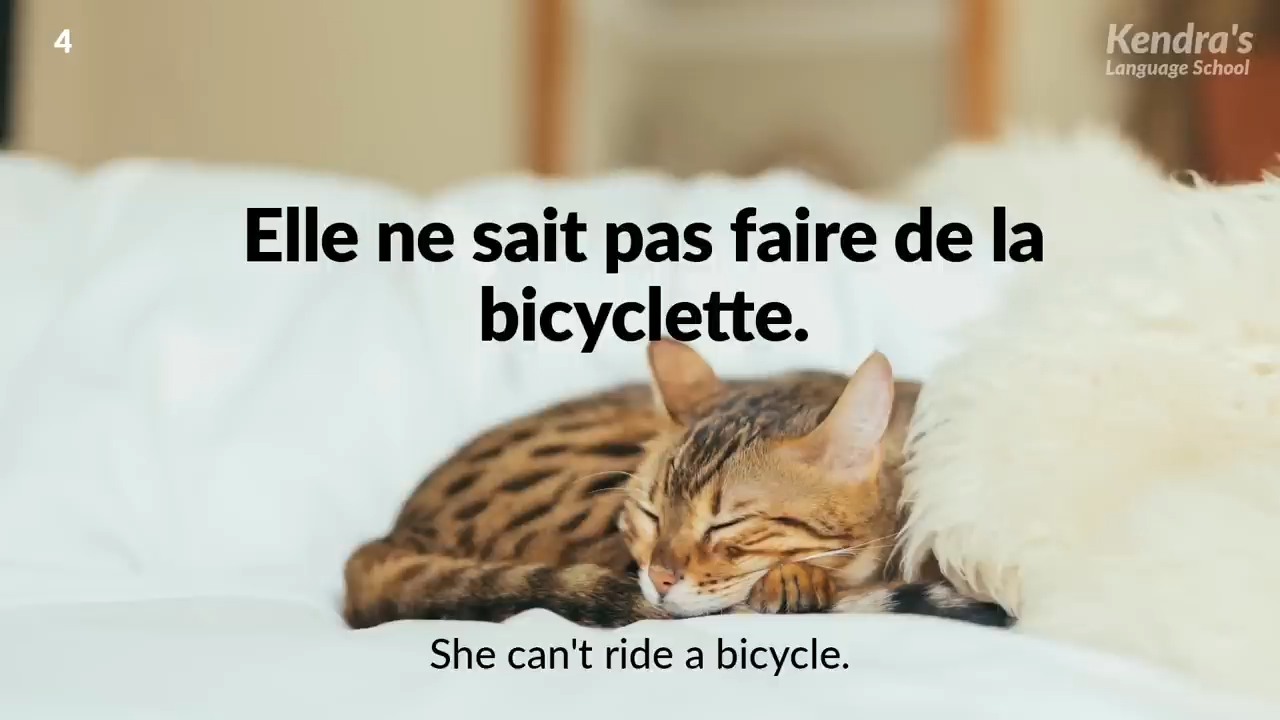 4
Kendra's
Language School
Elle ne sait pas faire de la
bicyclette.
She can't ride a bicycle.